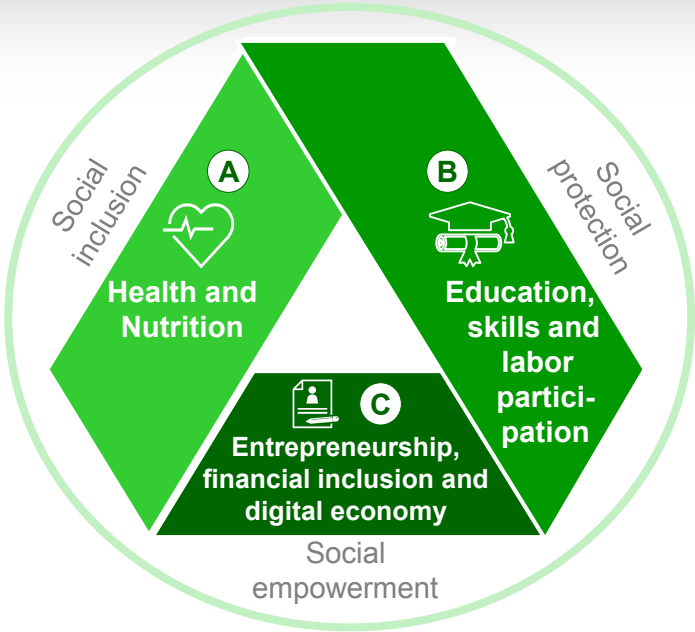 Social
inclusion
A
Health and
Nutrition
B
Education,
skills and
labor
partici-
pation
Social
protection
C
Entrepreneurship,
financial inclusion and
digital economy
Social
empowerment